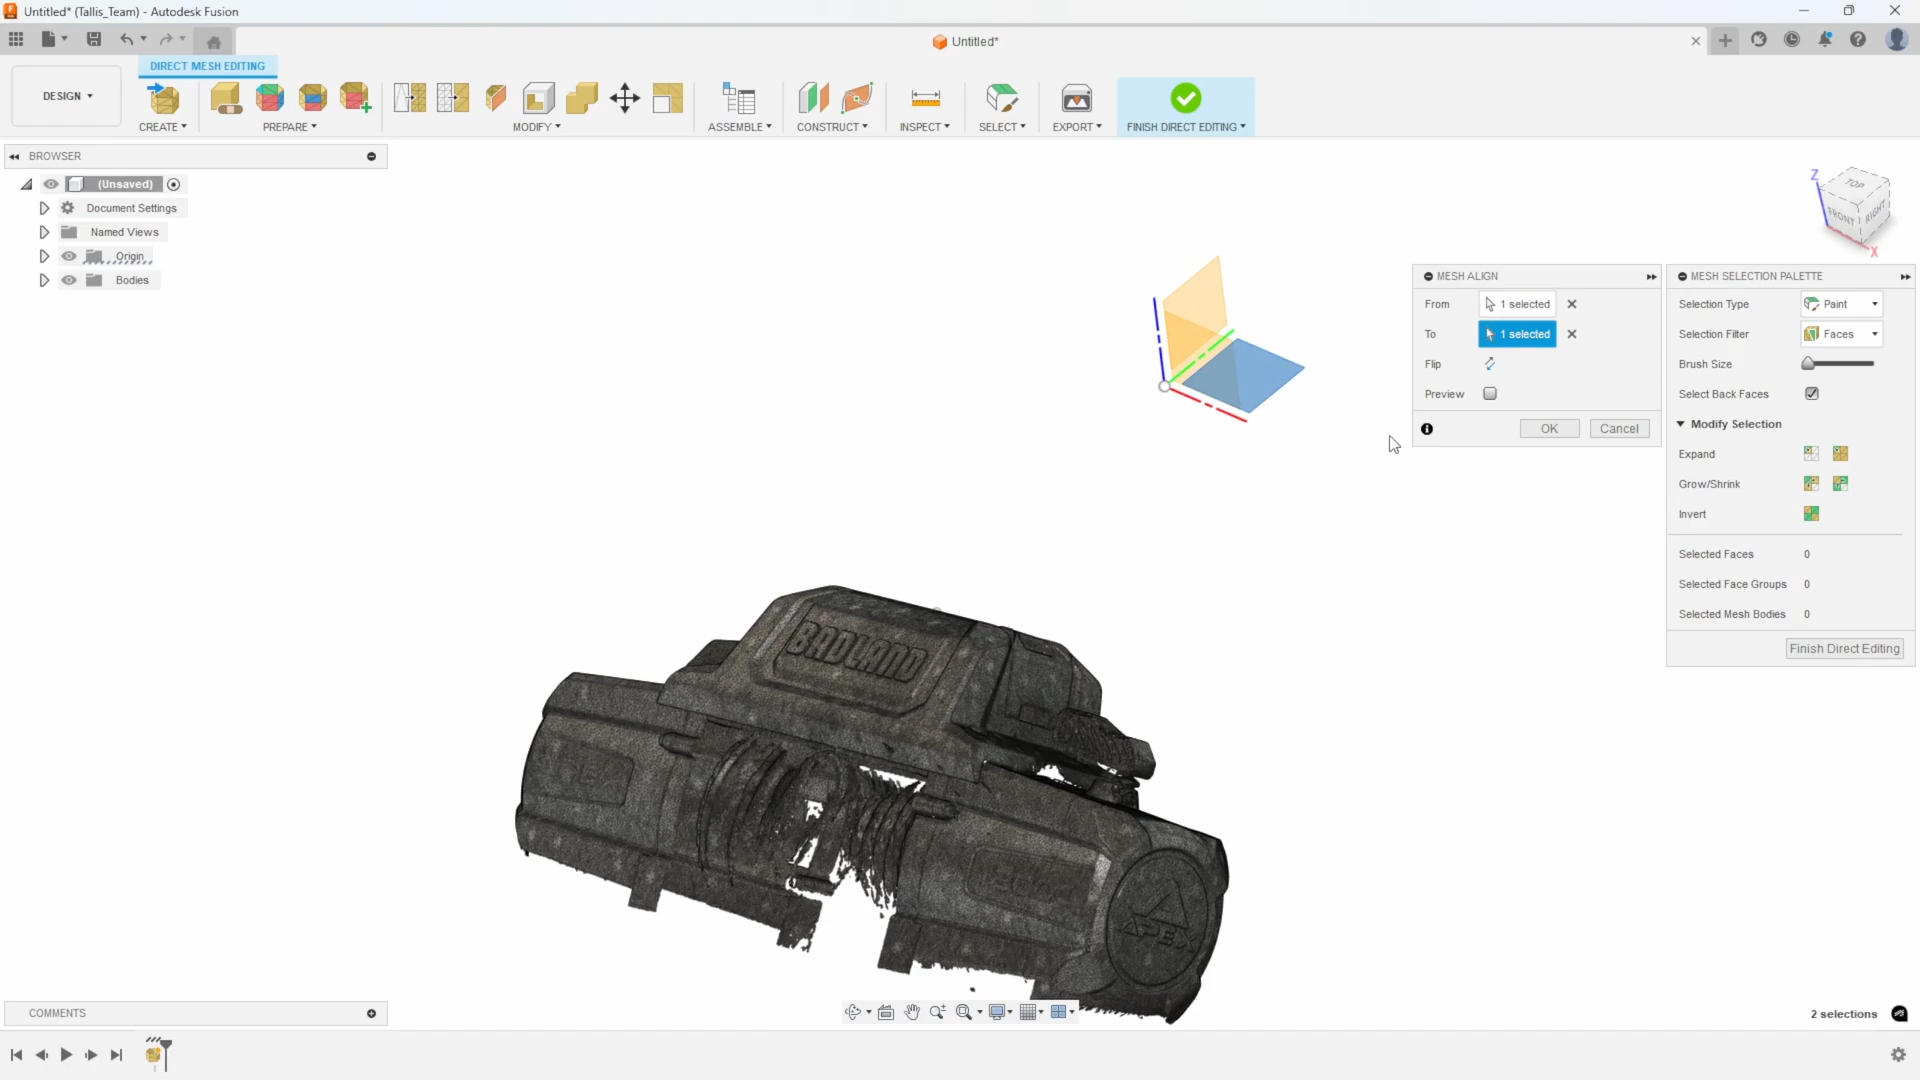 Untitled* (Tallis_Team) - Autodesk Fusion
Untitled*
DIRECT MESH EDITING
DESIGN
CREATE
PREPARE
MODIFY
ASSEMBLE
CONSTRUCT
INSPECT
SELECT
EXPORT
FINISH DIRECT EDITING
BROWSER
(Unsaved)
Document Settings
Named Views
Origin
Bodies
Z
TOP
FRONT
RIGHT
X
MESH ALIGN
From
1 selected
To
1 selected
Flip
Preview
OK
Cancel
MESH SELECTION PALETTE
Selection Type
Paint
Selection Filter
Faces
Brush Size
Select Back Faces
Modify Selection
Expand
Grow/Shrink
Invert
Selected Faces
0
Selected Face Groups
0
Selected Mesh Bodies
0
Finish Direct Editing
BADLAND
APEX
COMMENTS
2 selections